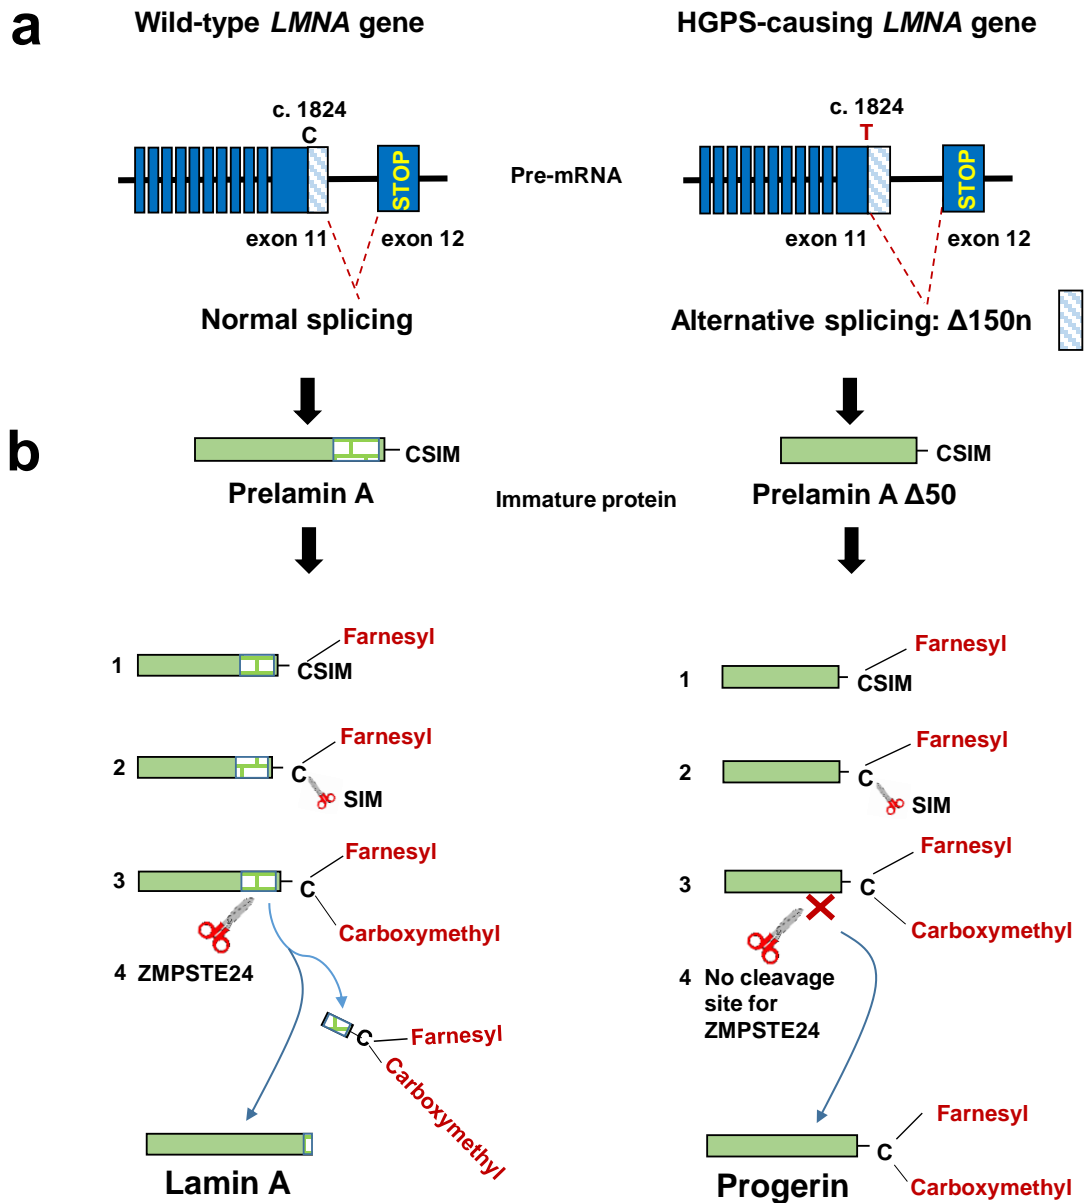 a
Wild-type LMNA gene
HGPS-causing LMNA gene
c. 1824
C
c. 1824
T
STOP
Pre-mRNA
STOP
exon 11
exon 12
exon 11
exon 12
Normal splicing
Alternative splicing: Δ150n
b
CSIM
CSIM
Prelamin A
Immature protein
Prelamin A Δ50
1
Farnesyl
CSIM
1
Farnesyl
CSIM
2
Farnesyl
C
SIM
2
Farnesyl
C
SIM
3
Farnesyl
C
Carboxymethyl
3
Farnesyl
C
Carboxymethyl
4 ZMPSTE24
4 No cleavage
site for
ZMPSTE24
C
Farnesyl
Carboxymethyl
Farnesyl
C
Carboxymethyl
Lamin A
Progerin